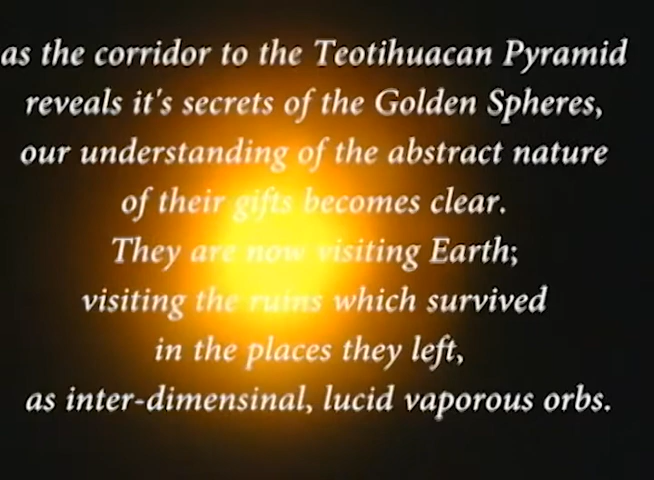 as the corridor to the Teotihuacan Pyramid
reveals it's secrets of the Golden Spheres,
our understanding of the abstract nature
of their gifts becomes clear.
They are now visiting Earth;
visiting the ruins which survived
in the places they left,
as inter-dimensinal, lucid vaporous orbs.